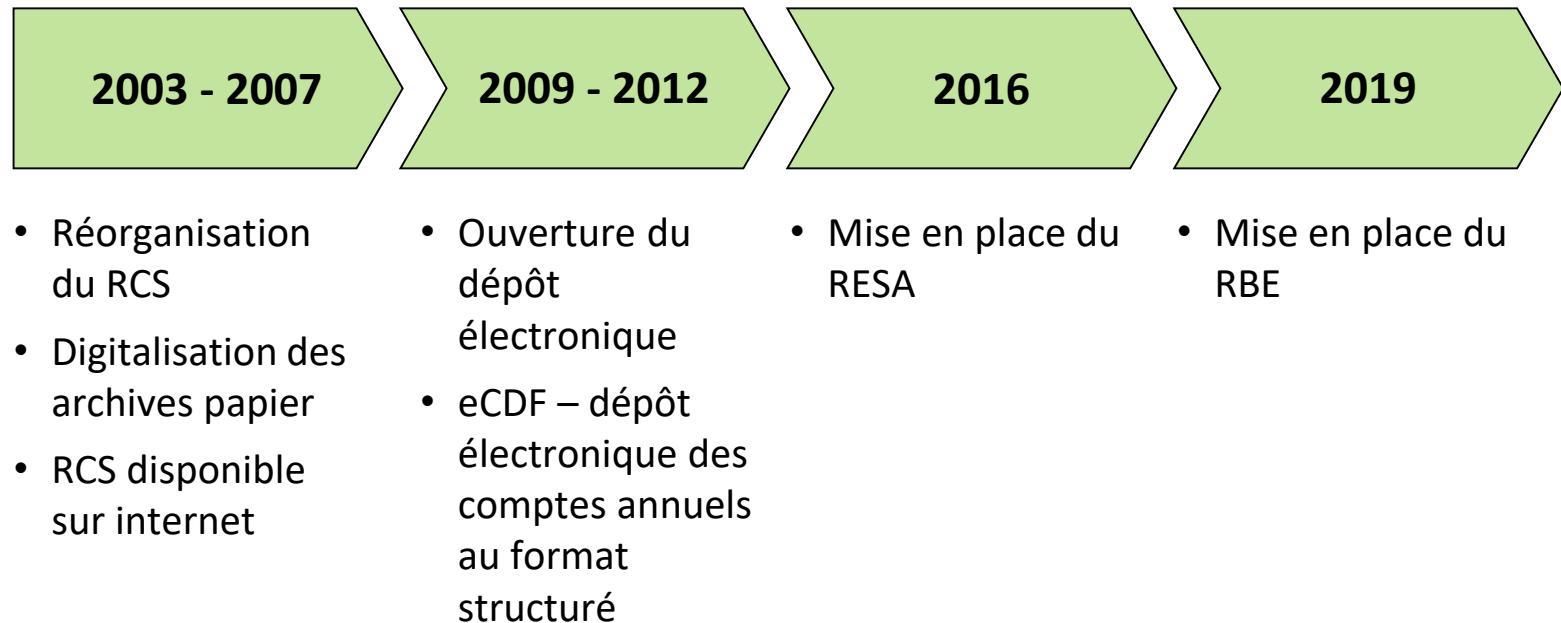 2003 - 2007
2009 - 2012
2016
2019
• Réorganisation
du RCS
• Digitalisation des
archives papier
• RCS disponible
sur internet
• Ouverture du
dépôt
électronique
• eCDF – dépôt
électronique des
comptes annuels
au format
structuré
• Mise en place du
RESA
• Mise en place du
RBE